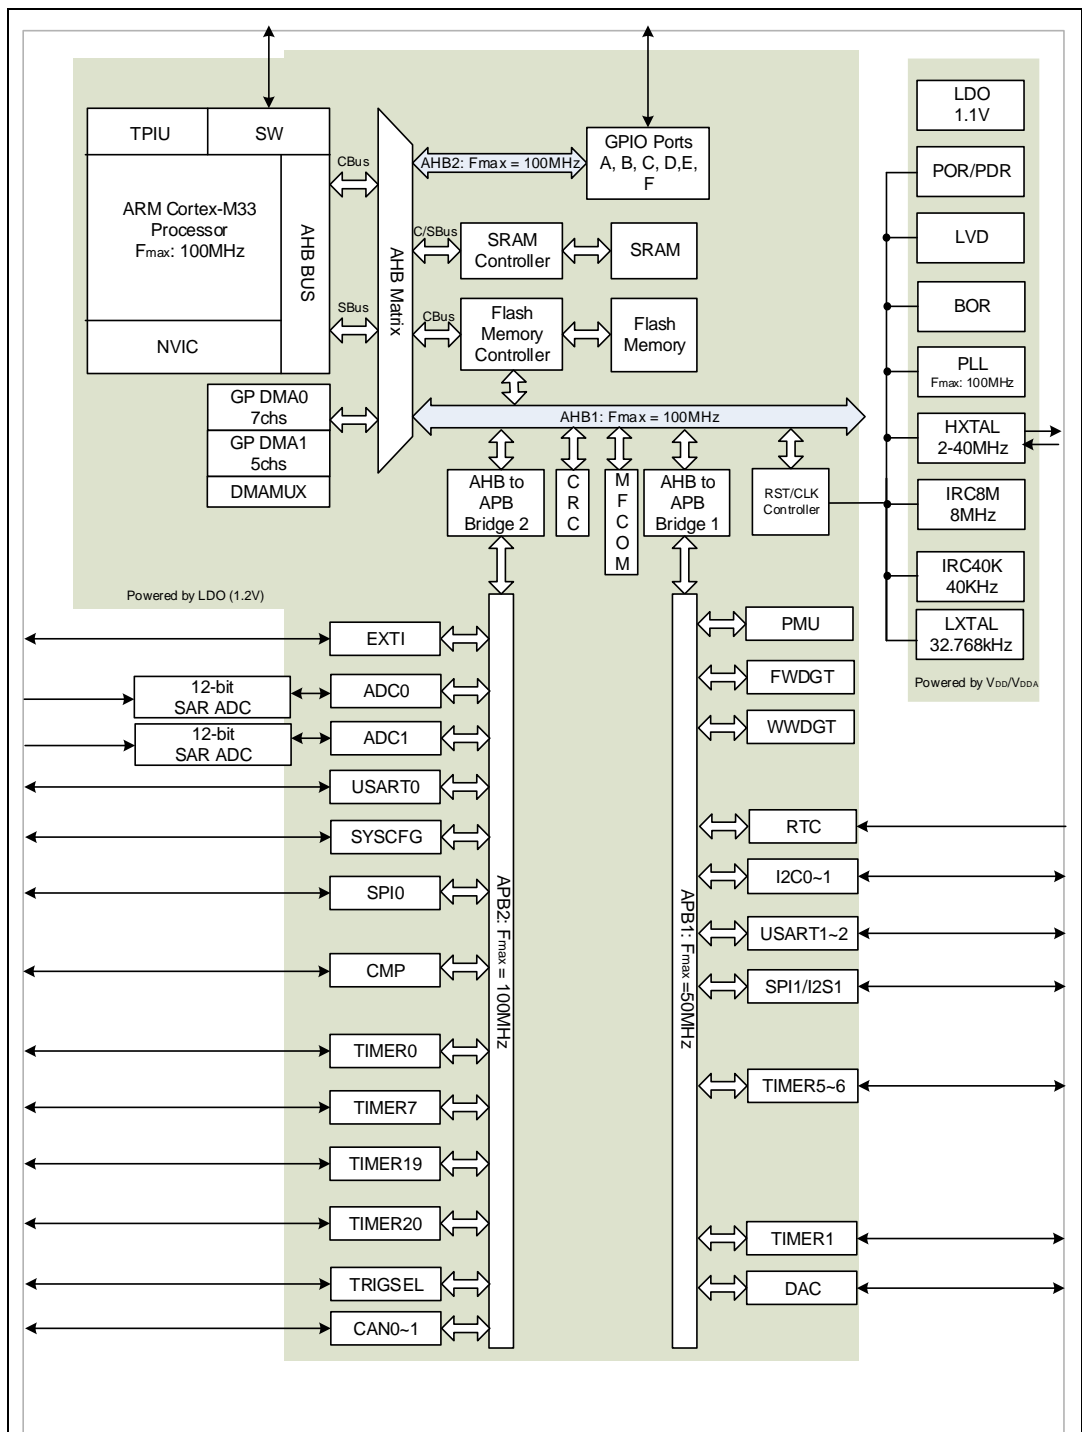 TPIU
SW
ARM Cortex-M33
Processor
Fmax: 100MHz
AHB BUS
NVIC
GP DMA0
7chs
GP DMA1
5chs
DMAMUX
CBus
SBus
AHB Matrix
AHB2: Fmax = 100MHz
GPIO Ports
A, B, C, D,E,
F
C/SBus
SRAM
Controller
SRAM
CBus
Flash
Memory
Controller
Flash
Memory
AHB1: Fmax = 100MHz
AHB to
APB
Bridge 2
C
R
C
M
F
C
O
M
AHB to
APB
Bridge 1
RST/CLK
Controller
LDO
1.1V
POR/PDR
LVD
BOR
PLL
Fmax: 100MHz
HXTAL
2-40MHz
IRC8M
8MHz
IRC40K
40KHz
LXTAL
32.768kHz
Powered by VDD/VDDA
Powered by LDO (1.2V)
EXTI
12-bit
SAR ADC
ADC0
12-bit
SAR ADC
ADC1
USART0
SYSCFG
SPI0
CMP
TIMER0
TIMER7
TIMER19
TIMER20
TRIGSEL
CAN0~1
APB2: Fmax = 100MHz
APB1: Fmax =50MHz
PMU
FWDGT
WWDGT
RTC
I2C0~1
USART1~2
SPI1/I2S1
TIMER5~6
TIMER1
DAC